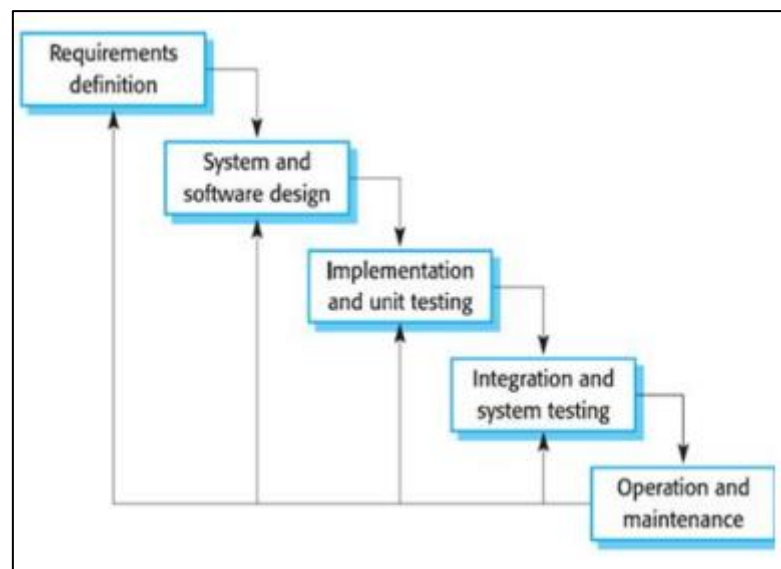 Requirements
definition
System and
software design
Implementation
and unit testing
Integration and
system testing
Operation and
maintenance